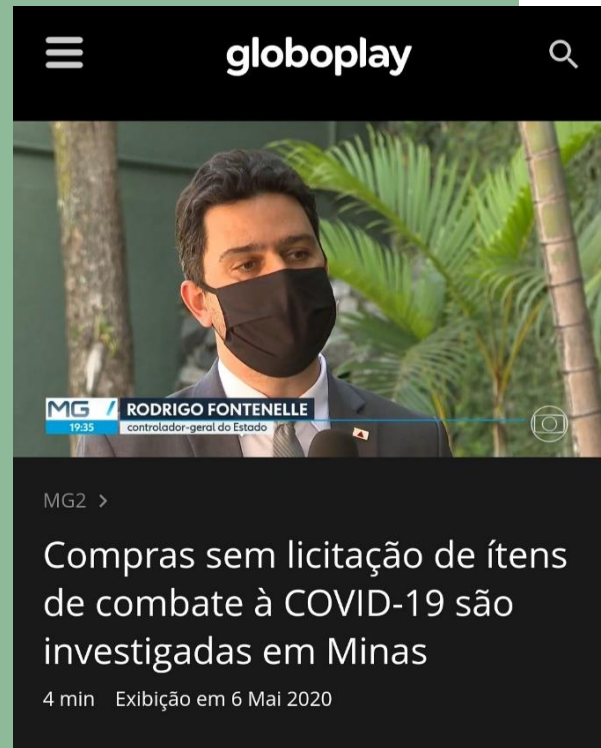 globoplay
MG
RODRIGO FONTENELLE
19:35
controlador-geral do Estado
MG2 >
Compras sem licitação de ítens
de combate à COVID-19 são
investigadas em Minas
4 min Exibição em 6 Mai 2020